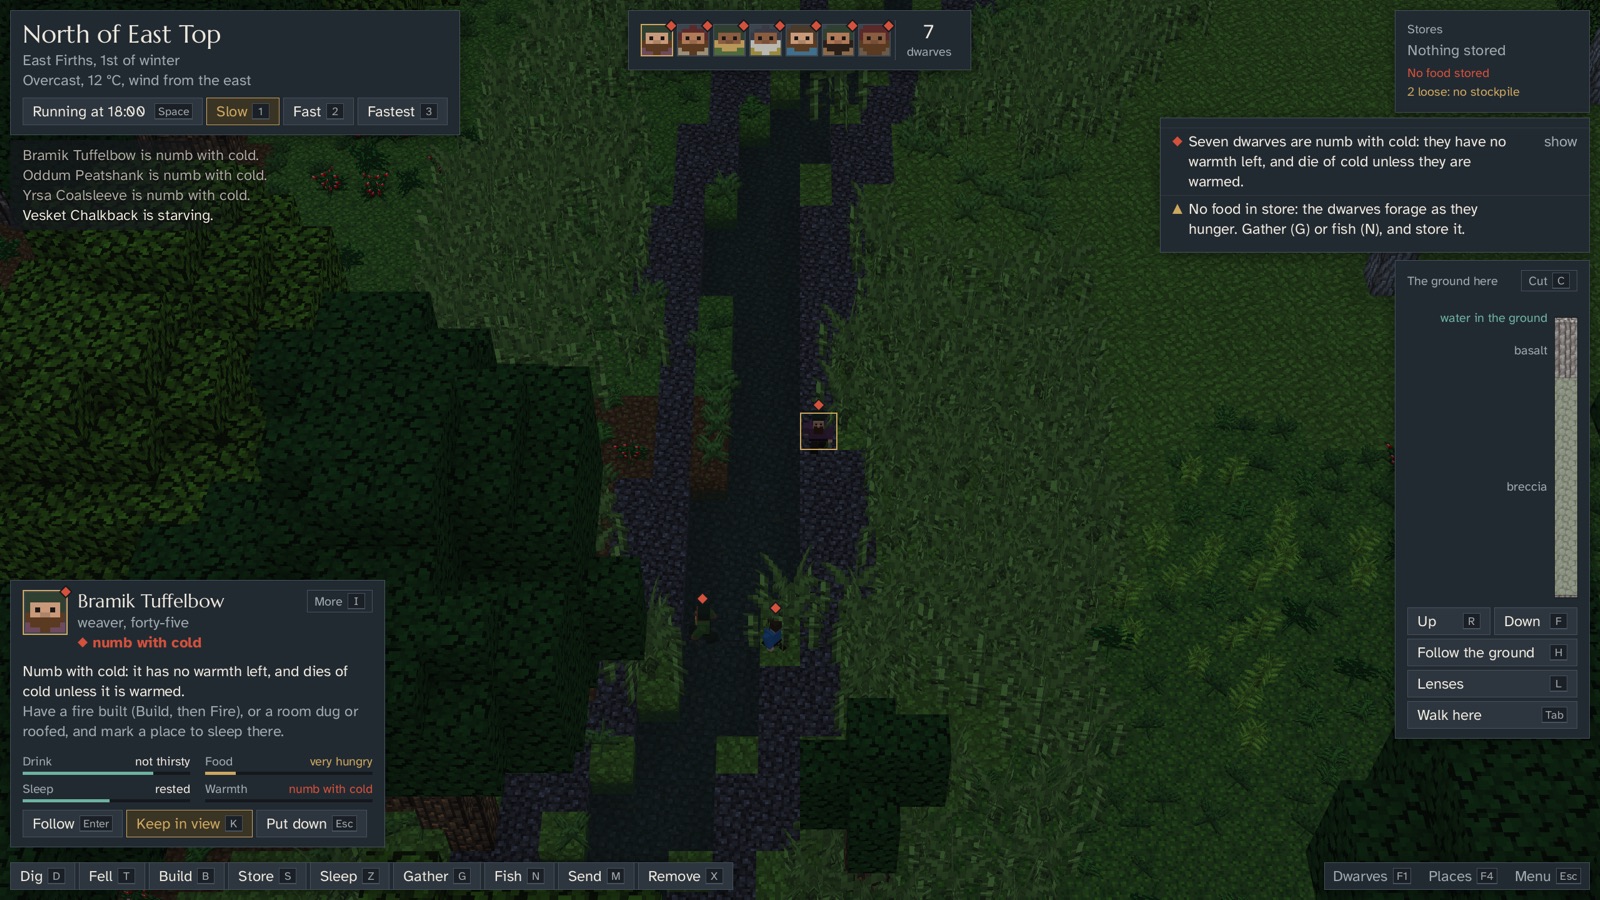 North of East Top
East Firths, 1st of winter
Overcast, 12 °C, wind from the east
Running at 18:00 Space Slow 1 Fast 2 Fastest 3
Bramik Tuffelbow is numb with cold.
Oddum Peatshank is numb with cold.
Yrsa Coalsleeve is numb with cold.
Vesket Chalkback is starving.
7
dwarves
Stores
Nothing stored
No food stored
2 loose: no stockpile
Seven dwarves are numb with cold: they have no show
warmth left, and die of cold unless they are
warmed.
No food in store: the dwarves forage as they
hunger. Gather (G) or fish (N), and store it.
The ground here Cut C
water in the ground
basalt
breccia
Up R Down F
Follow the ground H
Lenses L
Walk here Tab
Bramik Tuffelbow More I
weaver, forty-five
numb with cold
Numb with cold: it has no warmth left, and dies of
cold unless it is warmed.
Have a fire built (Build, then Fire), or a room dug or
roofed, and mark a place to sleep there.
Drink not thirsty Food very hungry
Sleep rested Warmth numb with cold
Follow Enter Keep in view K Put down Esc
Dig D Fell T Build B Store S Sleep Z Gather G Fish N Send M Remove X
Dwarves F1 Places F4 Menu Esc